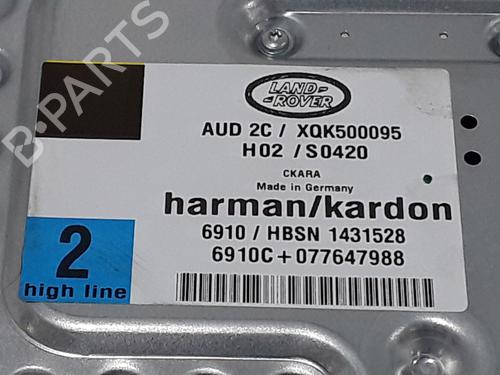 B-PARTS
LAND-
-ROVER
AUD 2C / XQK500095
H02 / S0420
CKARA
Made in Germany
harman/kardon
6910 / HBSN 1431528
6910C+077647988
2
high line